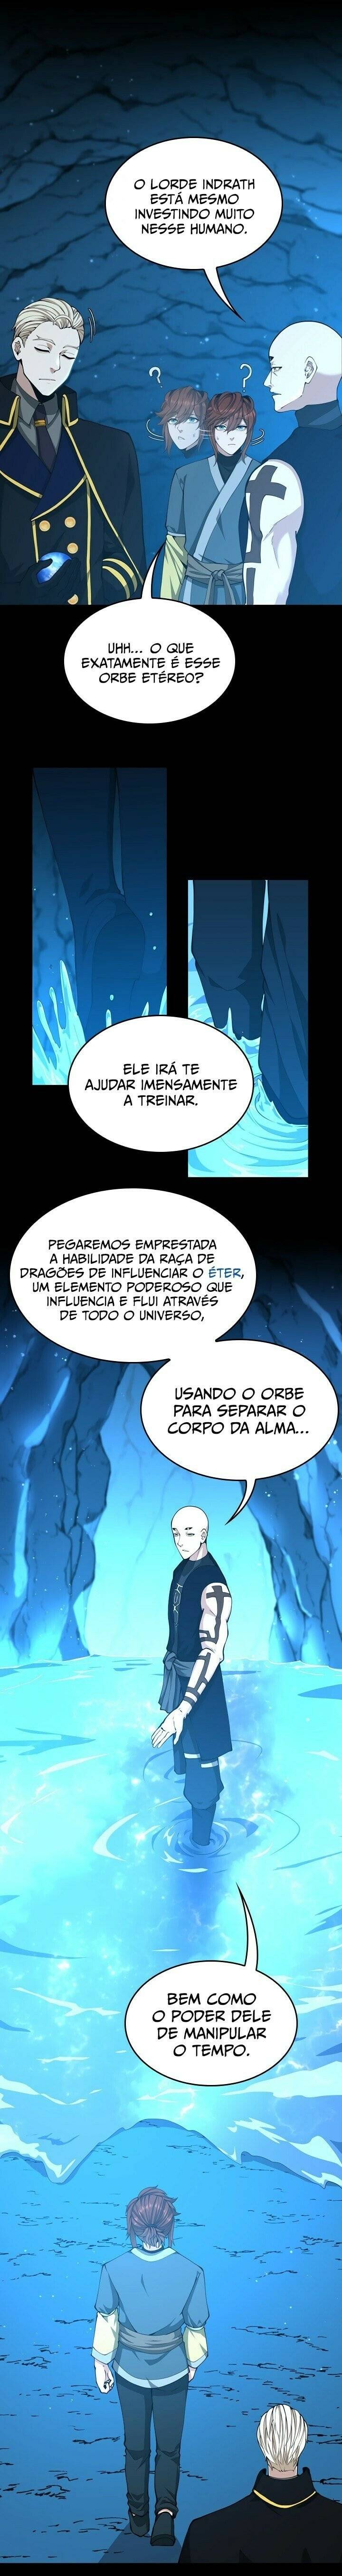 O LORDE INDRATH
ESTÁ MESMO
INVESTINDO MUITO
NESSE HUMANO.
?
?
UHH... O QUE
EXATAMENTE É ESSE
ORBE ETÉREO?
ELE IRÁ TE
AJUDAR IMENSAMENTE
A TREINAR.
PEGAREMOS EMPRESTADA
A HABILIDADE DA RAÇA DE
DRAGÕES DE INFLUENCIAR O ÉTER,
UM ELEMENTO PODEROSO QUE
INFLUENCIA E FLUI ATRAVÉS
DE TODO O UNIVERSO,
USANDO O ORBE
PARA SEPARAR O
CORPO DA ALMA...
BEM COMO
O PODER DELE
DE MANIPULAR
O TEMPO.